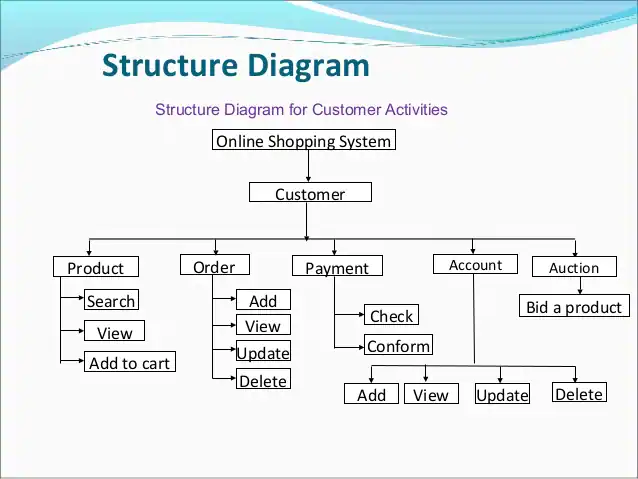 Structure Diagram
Structure Diagram for Customer Activities
Online Shopping System
Customer
Product
Order
Payment
Account
Auction
Search
View
Add to cart
Add
View
Update
Delete
Check
Conform
Bid a product
Add
View
Update
Delete